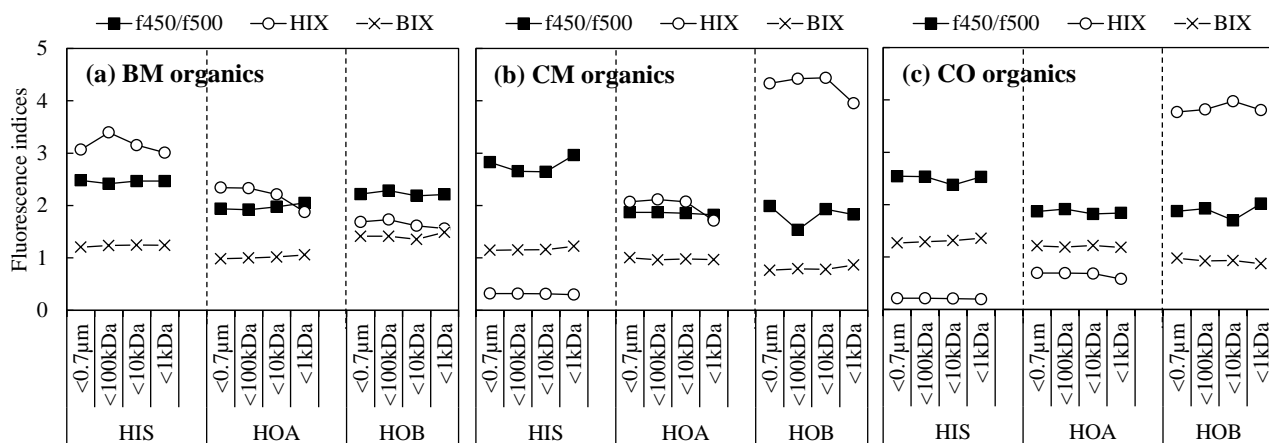 f450/f500 HIX BIX f450/f500 HIX BIX f450/f500 HIX BIX
5
4
3
2
1
0
Fluorescence indices
(a) BM organics
(b) CM organics
(c) CO organics
<0.7μm <100kDa <10kDa <1kDa <0.7μm <100kDa <10kDa <1kDa <0.7μm <100kDa <10kDa <1kDa <0.7μm <100kDa <10kDa <1kDa <0.7μm <100kDa <10kDa <1kDa <0.7μm <100kDa <10kDa <1kDa <0.7μm <100kDa <10kDa <1kDa <0.7μm <100kDa <10kDa <1kDa <0.7μm <100kDa <10kDa <1kDa
HIS HOA HOB HIS HOA HOB HIS HOA HOB